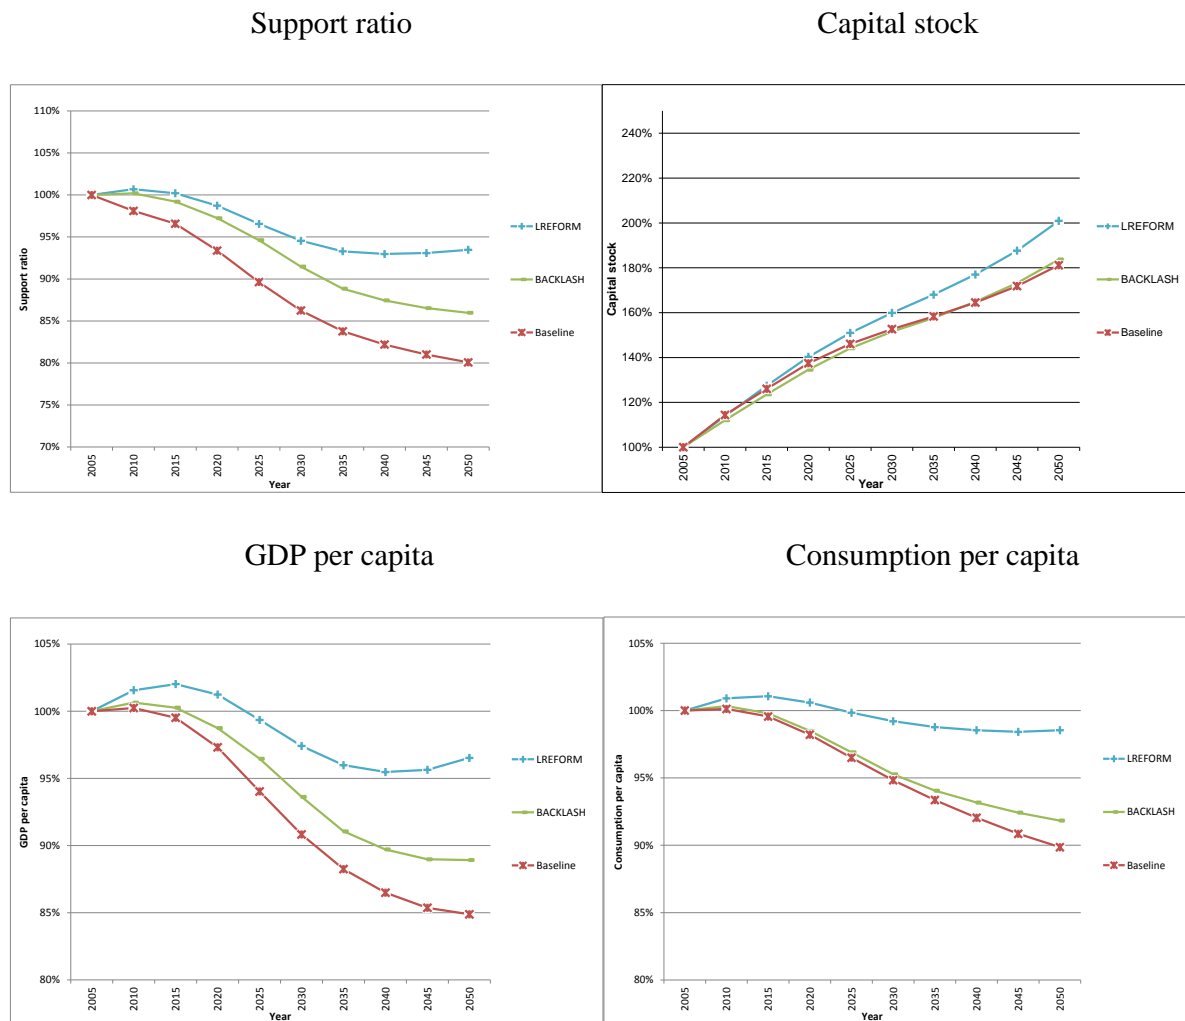 Support ratio
Capital stock
110%
105%
100%
95%
90%
85%
80%
75%
70%
Support ratio
2005
2010
2015
2020
2025
2030
2035
2040
2045
2050
Year
LREFORM
BACKLASH
Baseline
240%
220%
200%
180%
160%
140%
120%
100%
Capital stock
2005
2010
2015
2020
2025
2030
2035
2040
2045
2050
Year
LREFORM
BACKLASH
Baseline
GDP per capita
Consumption per capita
105%
100%
95%
90%
85%
80%
GDP per capita
2005
2010
2015
2020
2025
2030
2035
2040
2045
2050
Year
LREFORM
BACKLASH
Baseline
105%
100%
95%
90%
85%
80%
Consumption per capita
2005
2010
2015
2020
2025
2030
2035
2040
2045
2050
Year
LREFORM
BACKLASH
Baseline